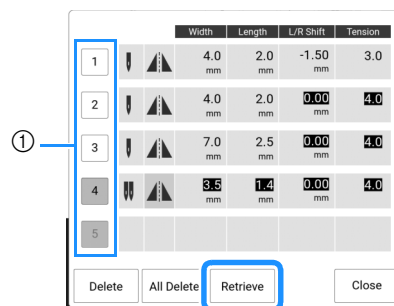 Width Length L/R Shift Tension
1 4.0 mm 2.0 mm -1.50 mm 3.0
2 4.0 mm 2.0 mm 0.00 mm 4.0
① 3 7.0 mm 2.5 mm 0.00 mm 4.0
4 3.5 mm 1.4 mm 0.00 mm 4.0
5
Delete All Delete Retrieve Close